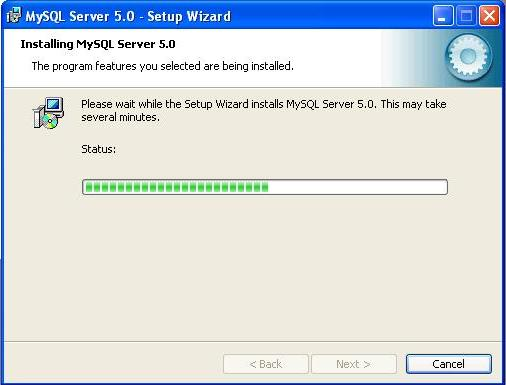 MySQL Server 5.0 - Setup Wizard
Installing MySQL Server 5.0
The program features you selected are being installed.
Please wait while the Setup Wizard installs MySQL Server 5.0. This may take
several minutes.
Status:
< Back
Next >
Cancel